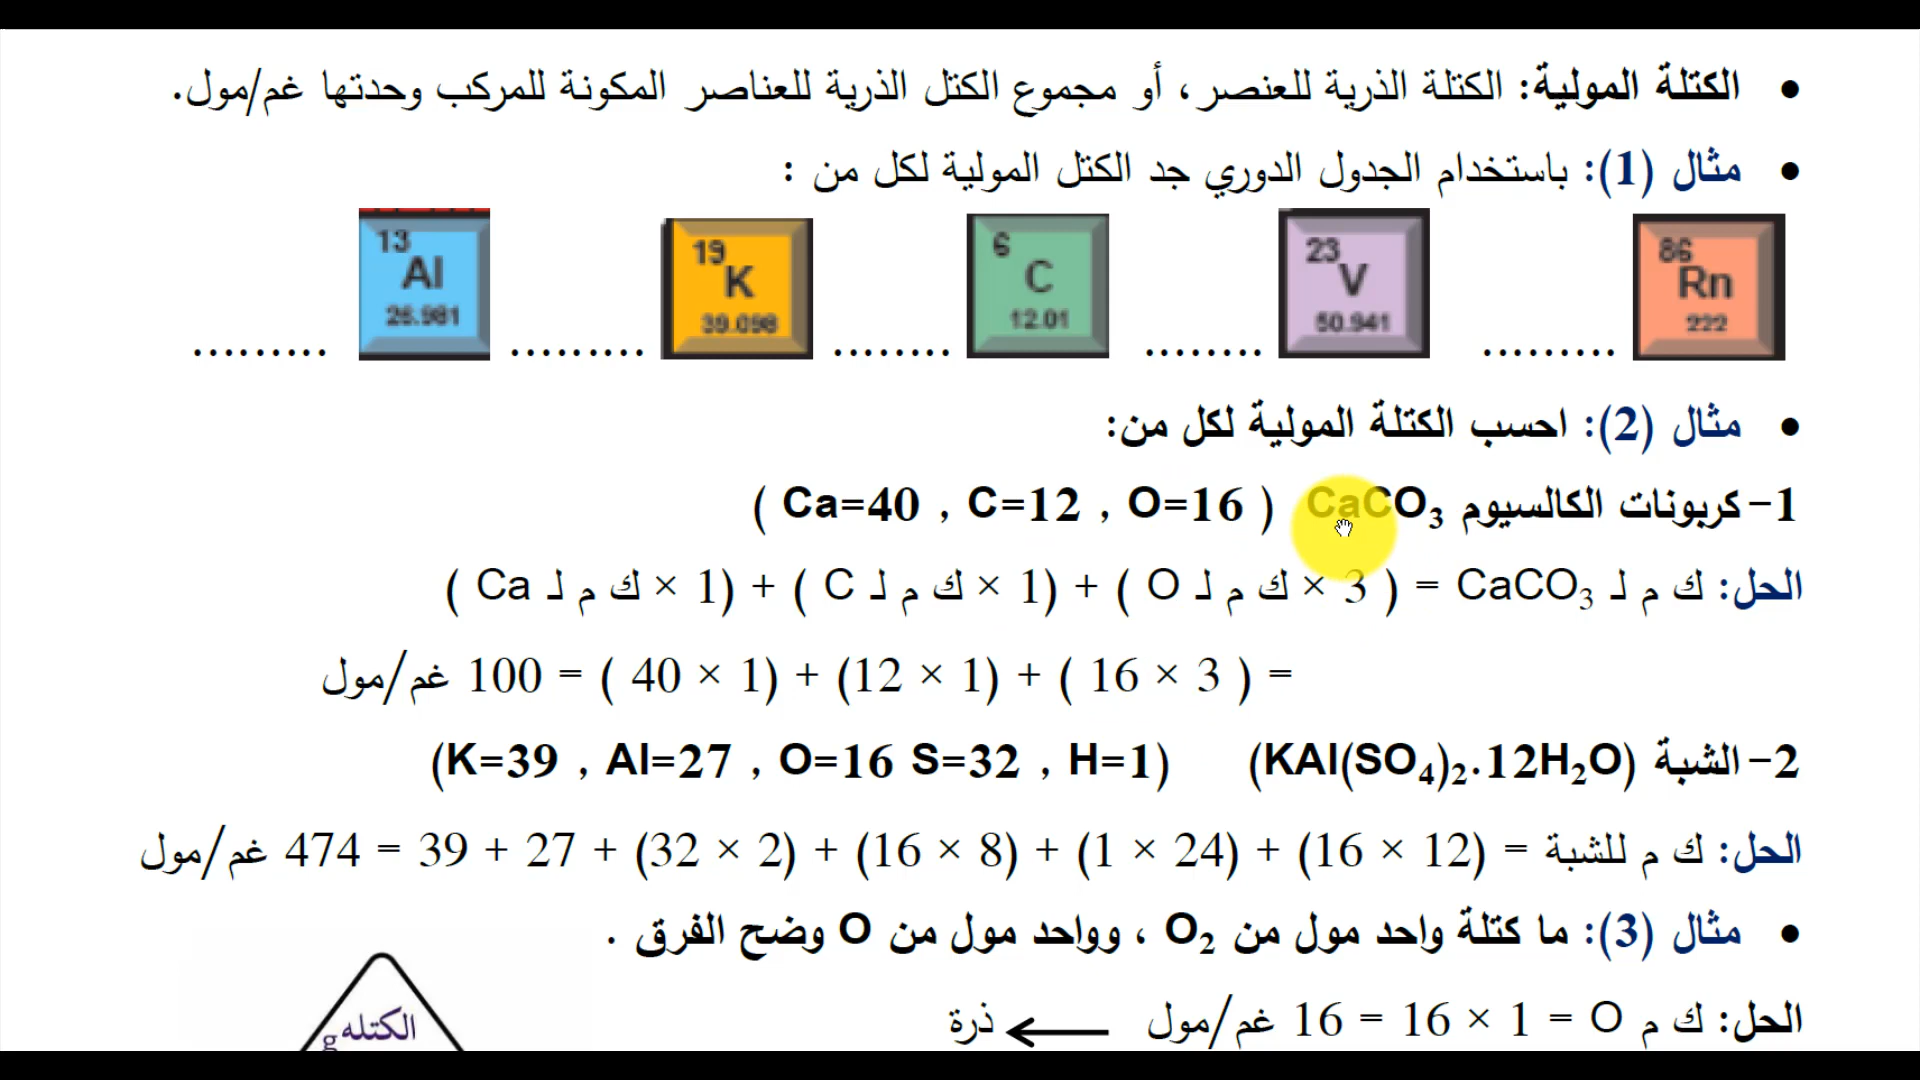 • الكتلة المولية: الكتلة الذرية للعنصر، أو مجموع الكتل الذرية للعناصر المكونة للمركب وحدتها غم/مول.
• مثال (1): باستخدام الجدول الدوري جد الكتل المولية لكل من :
86 Rn 222 ......... 23 V 50.941 ........ 6 C 12.01 ........ 19 K 39.098 ......... 13 Al 26.981 .........
• مثال (2): احسب الكتلة المولية لكل من:
1- كربونات الكالسيوم CaCO₃ ( Ca=40 , C=12 , O=16 )
الحل: ك م لـ CaCO₃ = ( 3 × ك م لـ O ) + (1 × ك م لـ C ) + (1 × ك م لـ Ca )
= ( 3 × 16 ) + (1 × 12) + (1 × 40 ) = 100 غم/مول
2- الشبة (KAl(SO₄)₂.12H₂O) (K=39 , Al=27 , O=16 S=32 , H=1)
الحل: ك م للشبة = (12 × 16) + (24 × 1) + (8 × 16) + (2 × 32) + 27 + 39 = 474 غم/مول
• مثال (3): ما كتلة واحد مول من O₂ ، وواحد مول من O وضح الفرق .
الحل: ك م O = 1 × 16 = 16 غم/مول ← ذرة
الكتله g